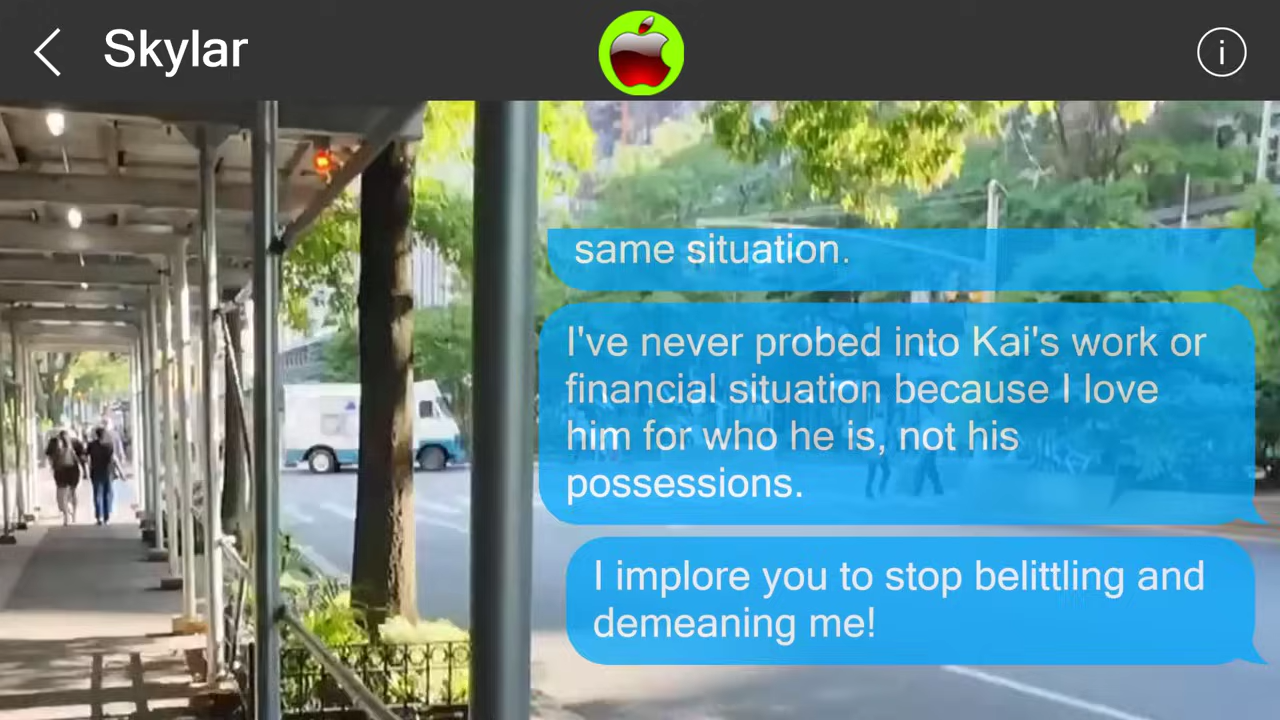 Skylar
i
same situation.
I've never probed into Kai's work or
financial situation because I love
him for who he is, not his
possessions.
I implore you to stop belittling and
demeaning me!